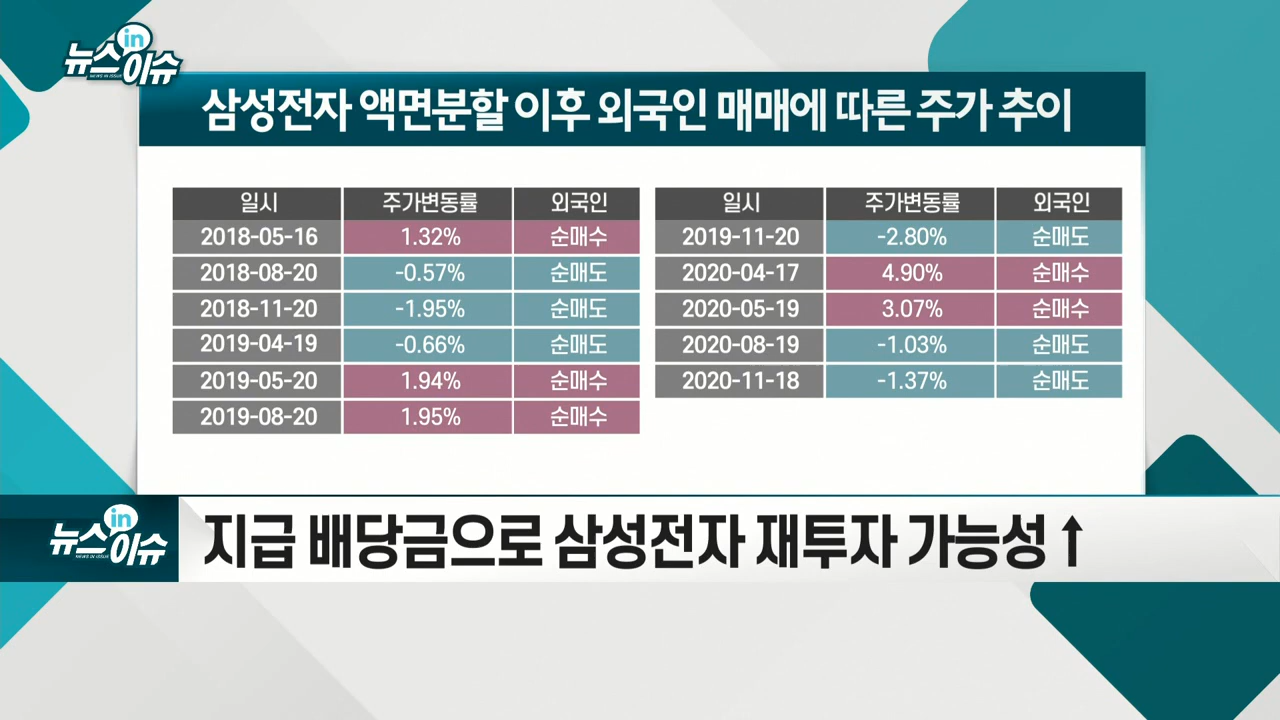 뉴스in이슈
NEWS IN ISSUE
삼성전자 액면분할 이후 외국인 매매에 따른 주가 추이
일시 주가변동률 외국인
2018-05-16 1.32% 순매수
2018-08-20 -0.57% 순매도
2018-11-20 -1.95% 순매도
2019-04-19 -0.66% 순매도
2019-05-20 1.94% 순매수
2019-08-20 1.95% 순매수
일시 주가변동률 외국인
2019-11-20 -2.80% 순매도
2020-04-17 4.90% 순매수
2020-05-19 3.07% 순매수
2020-08-19 -1.03% 순매도
2020-11-18 -1.37% 순매도
뉴스in이슈
NEWS IN ISSUE
지급 배당금으로 삼성전자 재투자 가능성↑